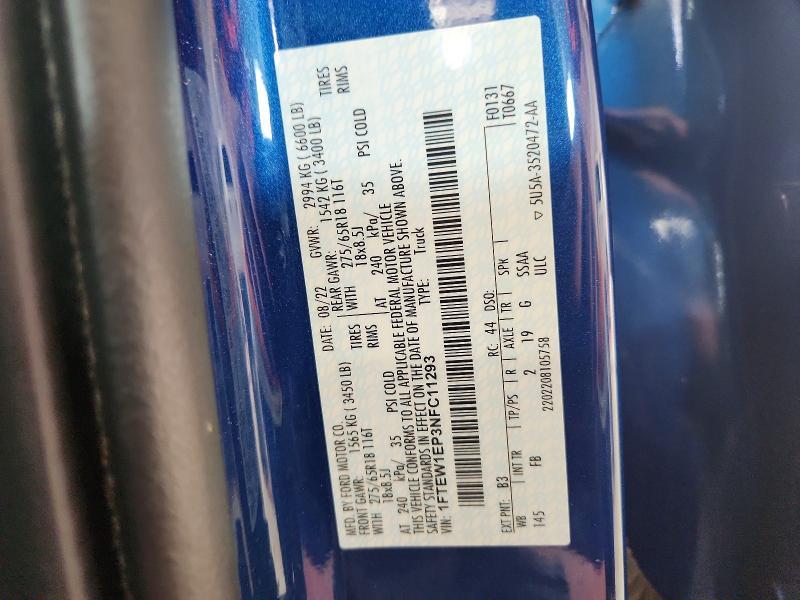 MFD. BY FORD MOTOR CO.
DATE: 08/22 GVWR: 2994 KG ( 6600 LB)
FRONT GAWR: 1565 KG ( 3450 LB) REAR GAWR: 1542 KG ( 3400 LB)
WITH 275/65R18 116T TIRES WITH 275/65R18 116T TIRES
18x8.5J RIMS 18x8.5J RIMS
AT 240 kPa/ 35 PSI COLD AT 240 kPa/ 35 PSI COLD
THIS VEHICLE CONFORMS TO ALL APPLICABLE FEDERAL MOTOR VEHICLE
SAFETY STANDARDS IN EFFECT ON THE DATE OF MANUFACTURE SHOWN ABOVE.
VIN: 1FTEW1EP3NFC11293 TYPE: Truck
EXT PNT: B3 RC: 44 DSO: F0131
WB INT TR TP/PS R AXLE TR SPR T0667
145 FB 2 19 G SSAA
2202208105758 ULC ▽ 5U5A-3520472-AA